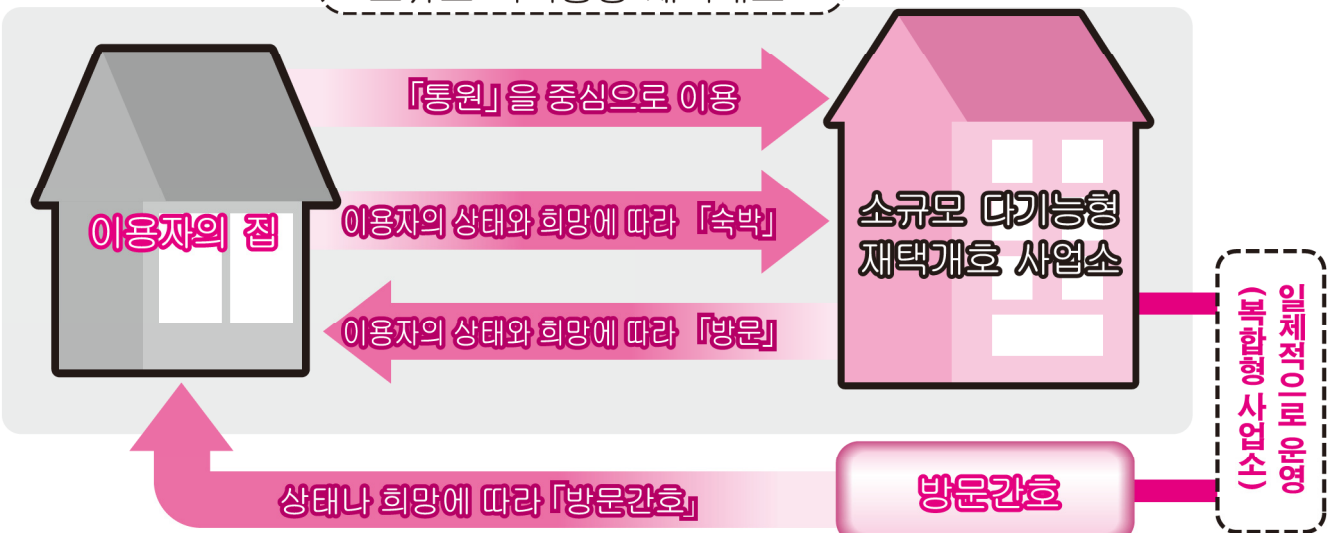 「통원」을 중심으로 이용
이용자의 집
이용자의 상태와 희망에 따라 「숙박」
소규모 다기능형
재택개호 사업소
이용자의 상태와 희망에 따라 「방문」
일체적으로 운영
(복합형 사업소)
상태나 희망에 따라 「방문간호」
방문간호